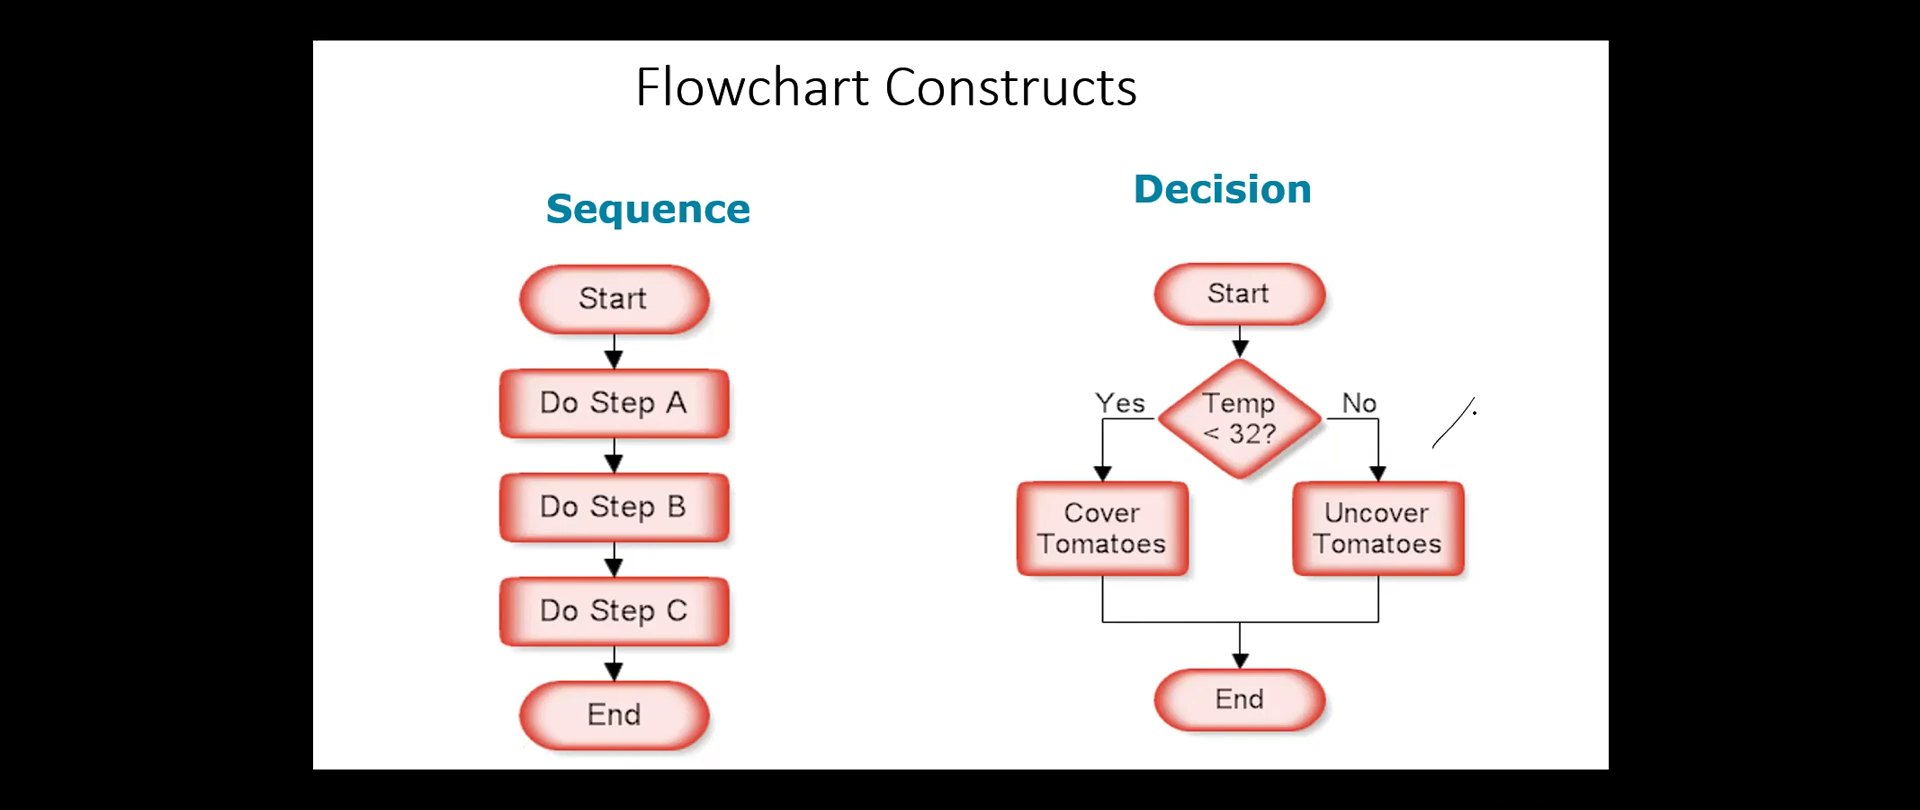 Flowchart Constructs
Sequence
Start
Do Step A
Do Step B
Do Step C
End
Decision
Start
Temp
< 32?
Yes
No
Cover
Tomatoes
Uncover
Tomatoes
End